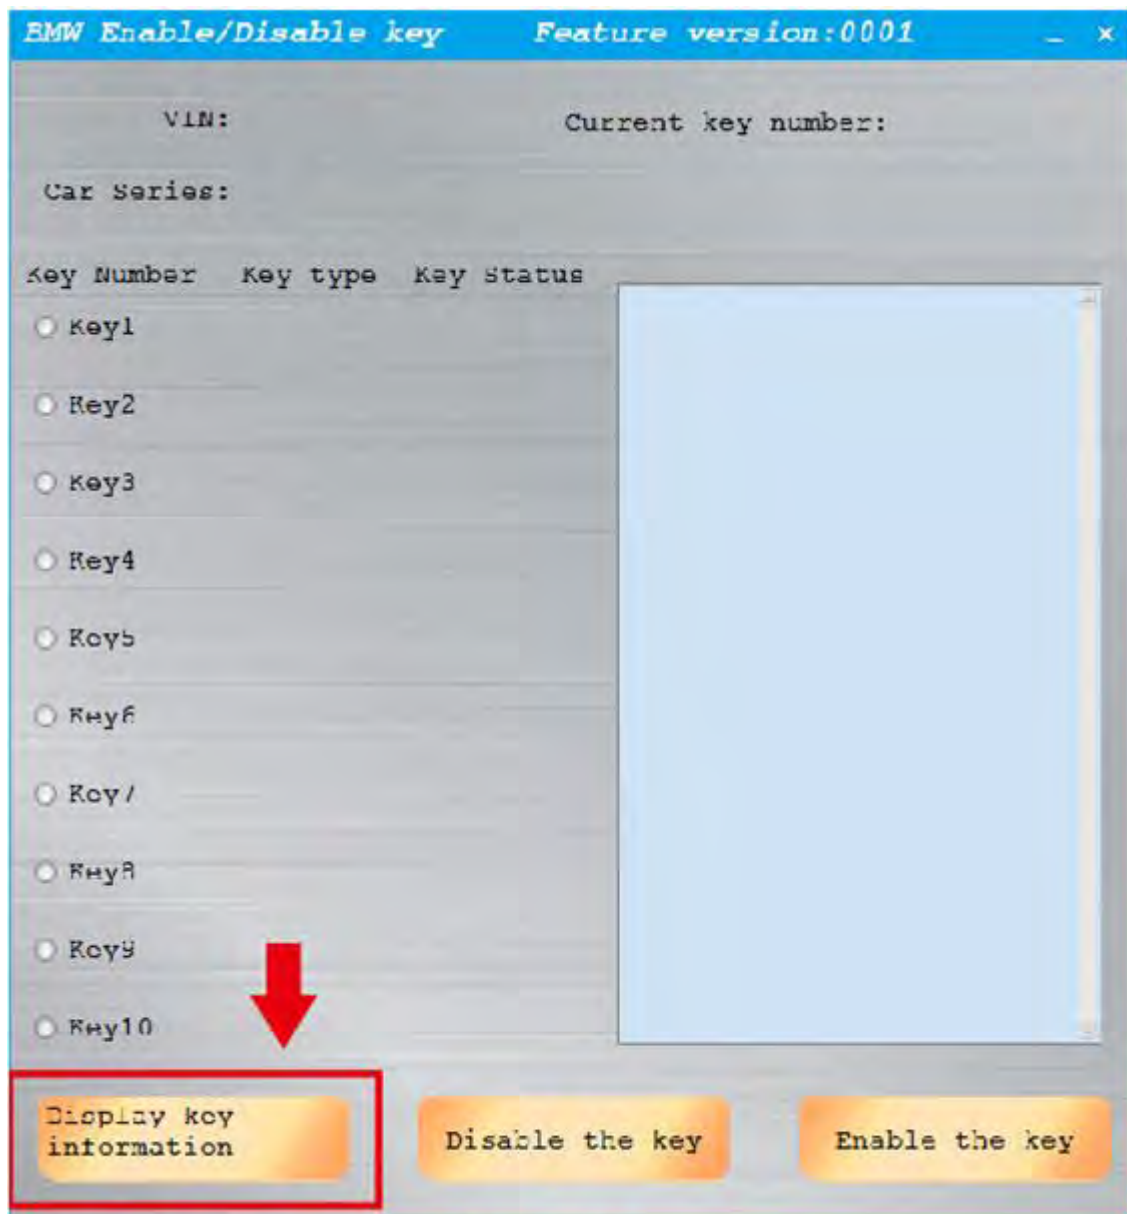 BMW Enable/Disable key Feature version:0001
VIN:
Current key number:
Car Series:
Key Number Key type Key Status
Key1
Key2
Key3
Key4
Key5
Key6
Key7
Key8
Key9
Key10
Display key
information
Disable the key
Enable the key